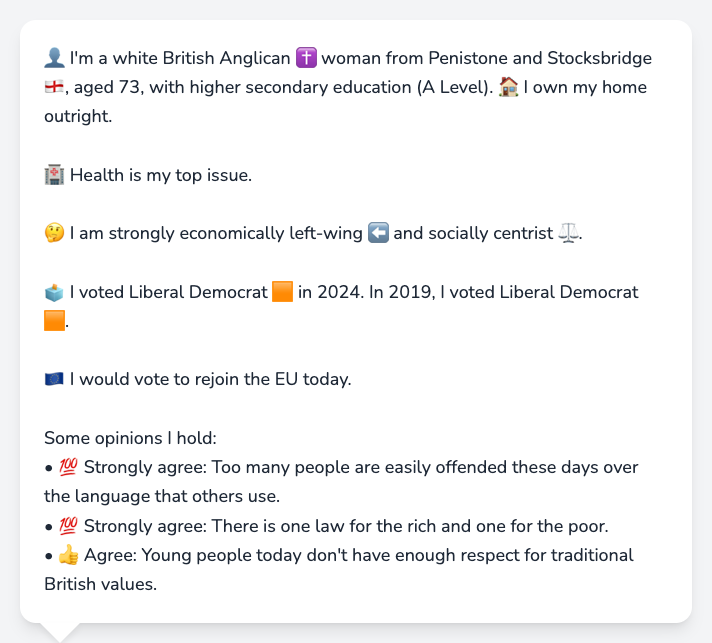 👤 I'm a white British Anglican ✝️ woman from Penistone and Stocksbridge
🏴󠁧󠁢󠁥󠁮󠁧󠁿, aged 73, with higher secondary education (A Level). 🏠 I own my home
outright.
🏥 Health is my top issue.
🤔 I am strongly economically left-wing ⬅️ and socially centrist ⚖️.
🗳️ I voted Liberal Democrat 🟧 in 2024. In 2019, I voted Liberal Democrat
🟧.
🇪🇺 I would vote to rejoin the EU today.
Some opinions I hold:
• 💯 Strongly agree: Too many people are easily offended these days over
the language that others use.
• 💯 Strongly agree: There is one law for the rich and one for the poor.
• 👍 Agree: Young people today don't have enough respect for traditional
British values.